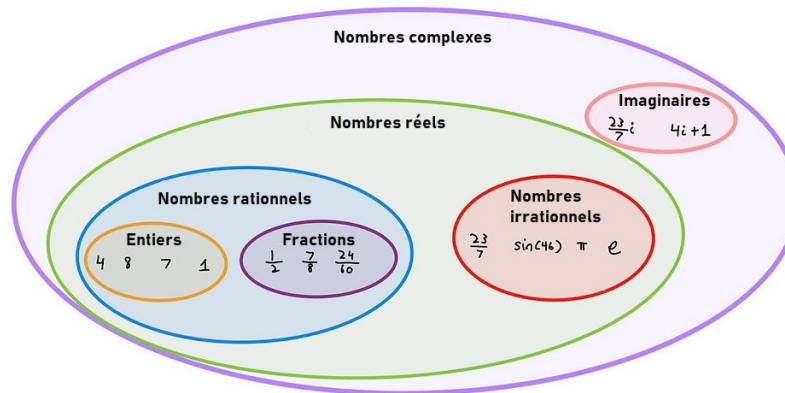 Nombres complexes
Imaginaires
23/7 i 4i+1
Nombres réels
Nombres rationnels
Entiers
4 8 7 1
Fractions
1/2 7/8 24/60
Nombres
irrationnels
23/7 sin(46) π e